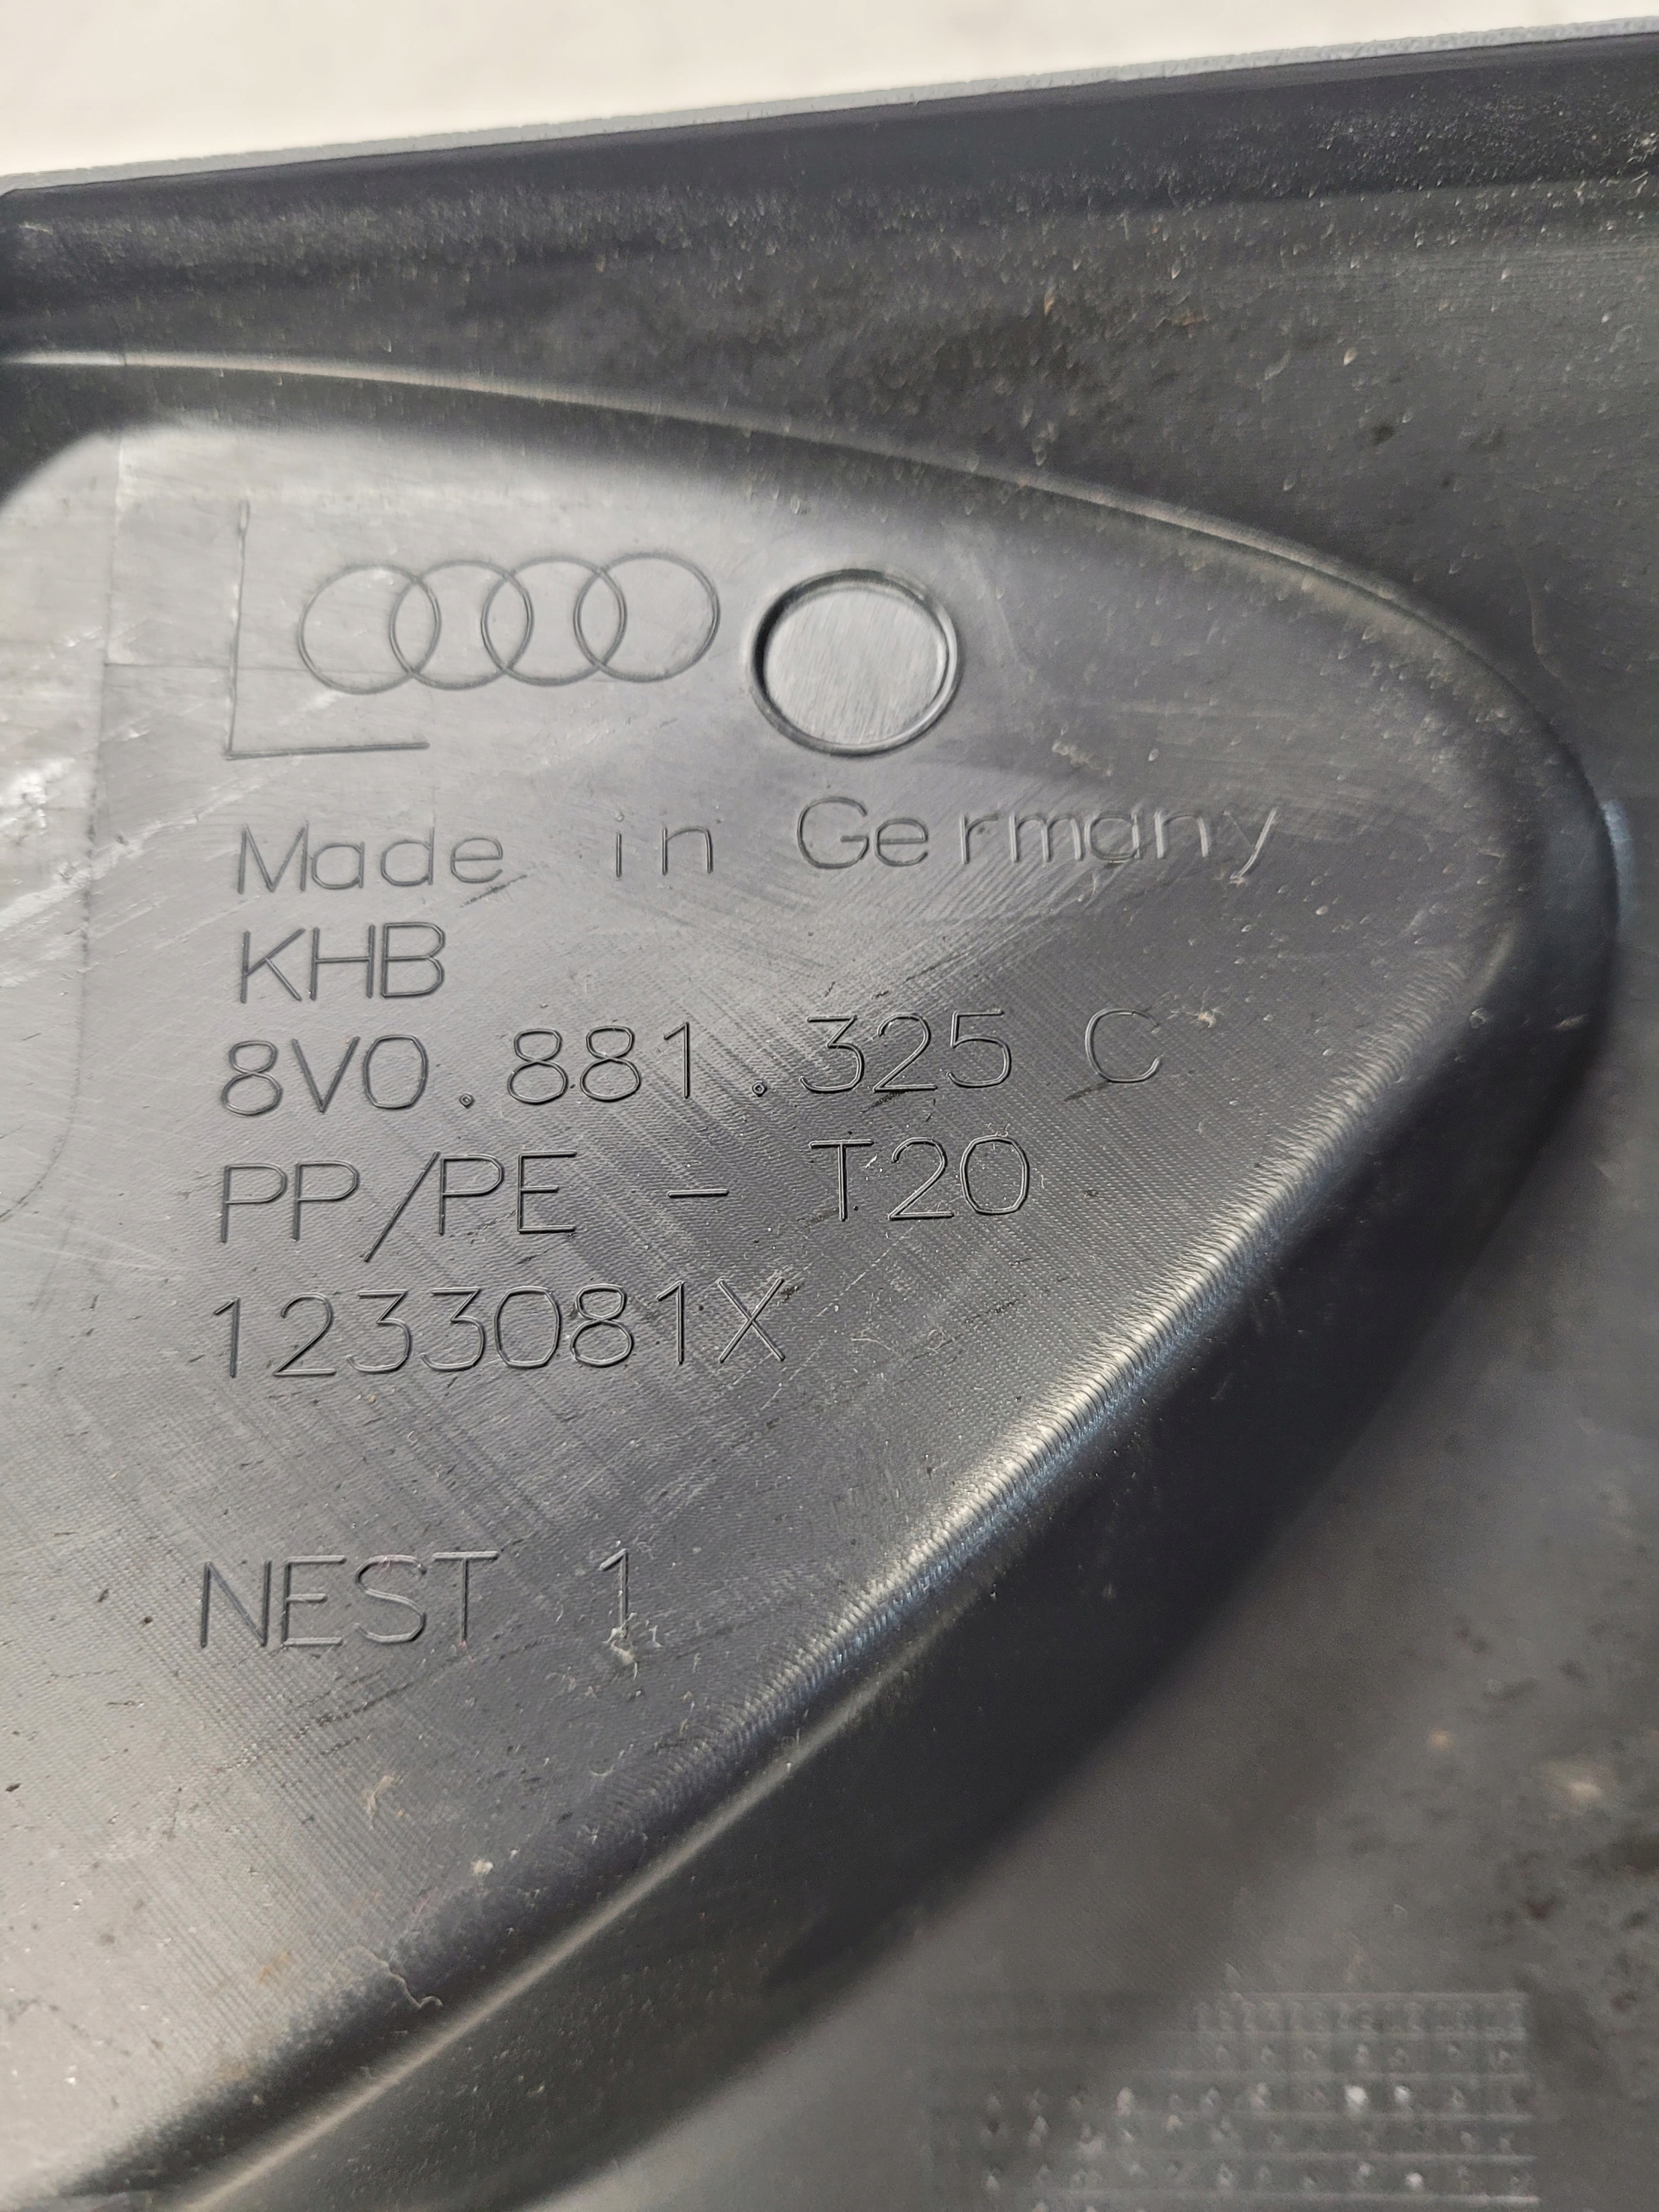 L
Made in Germany
KHB
8V0.881.325 C
PP/PE - T20
1233081X
NEST 1